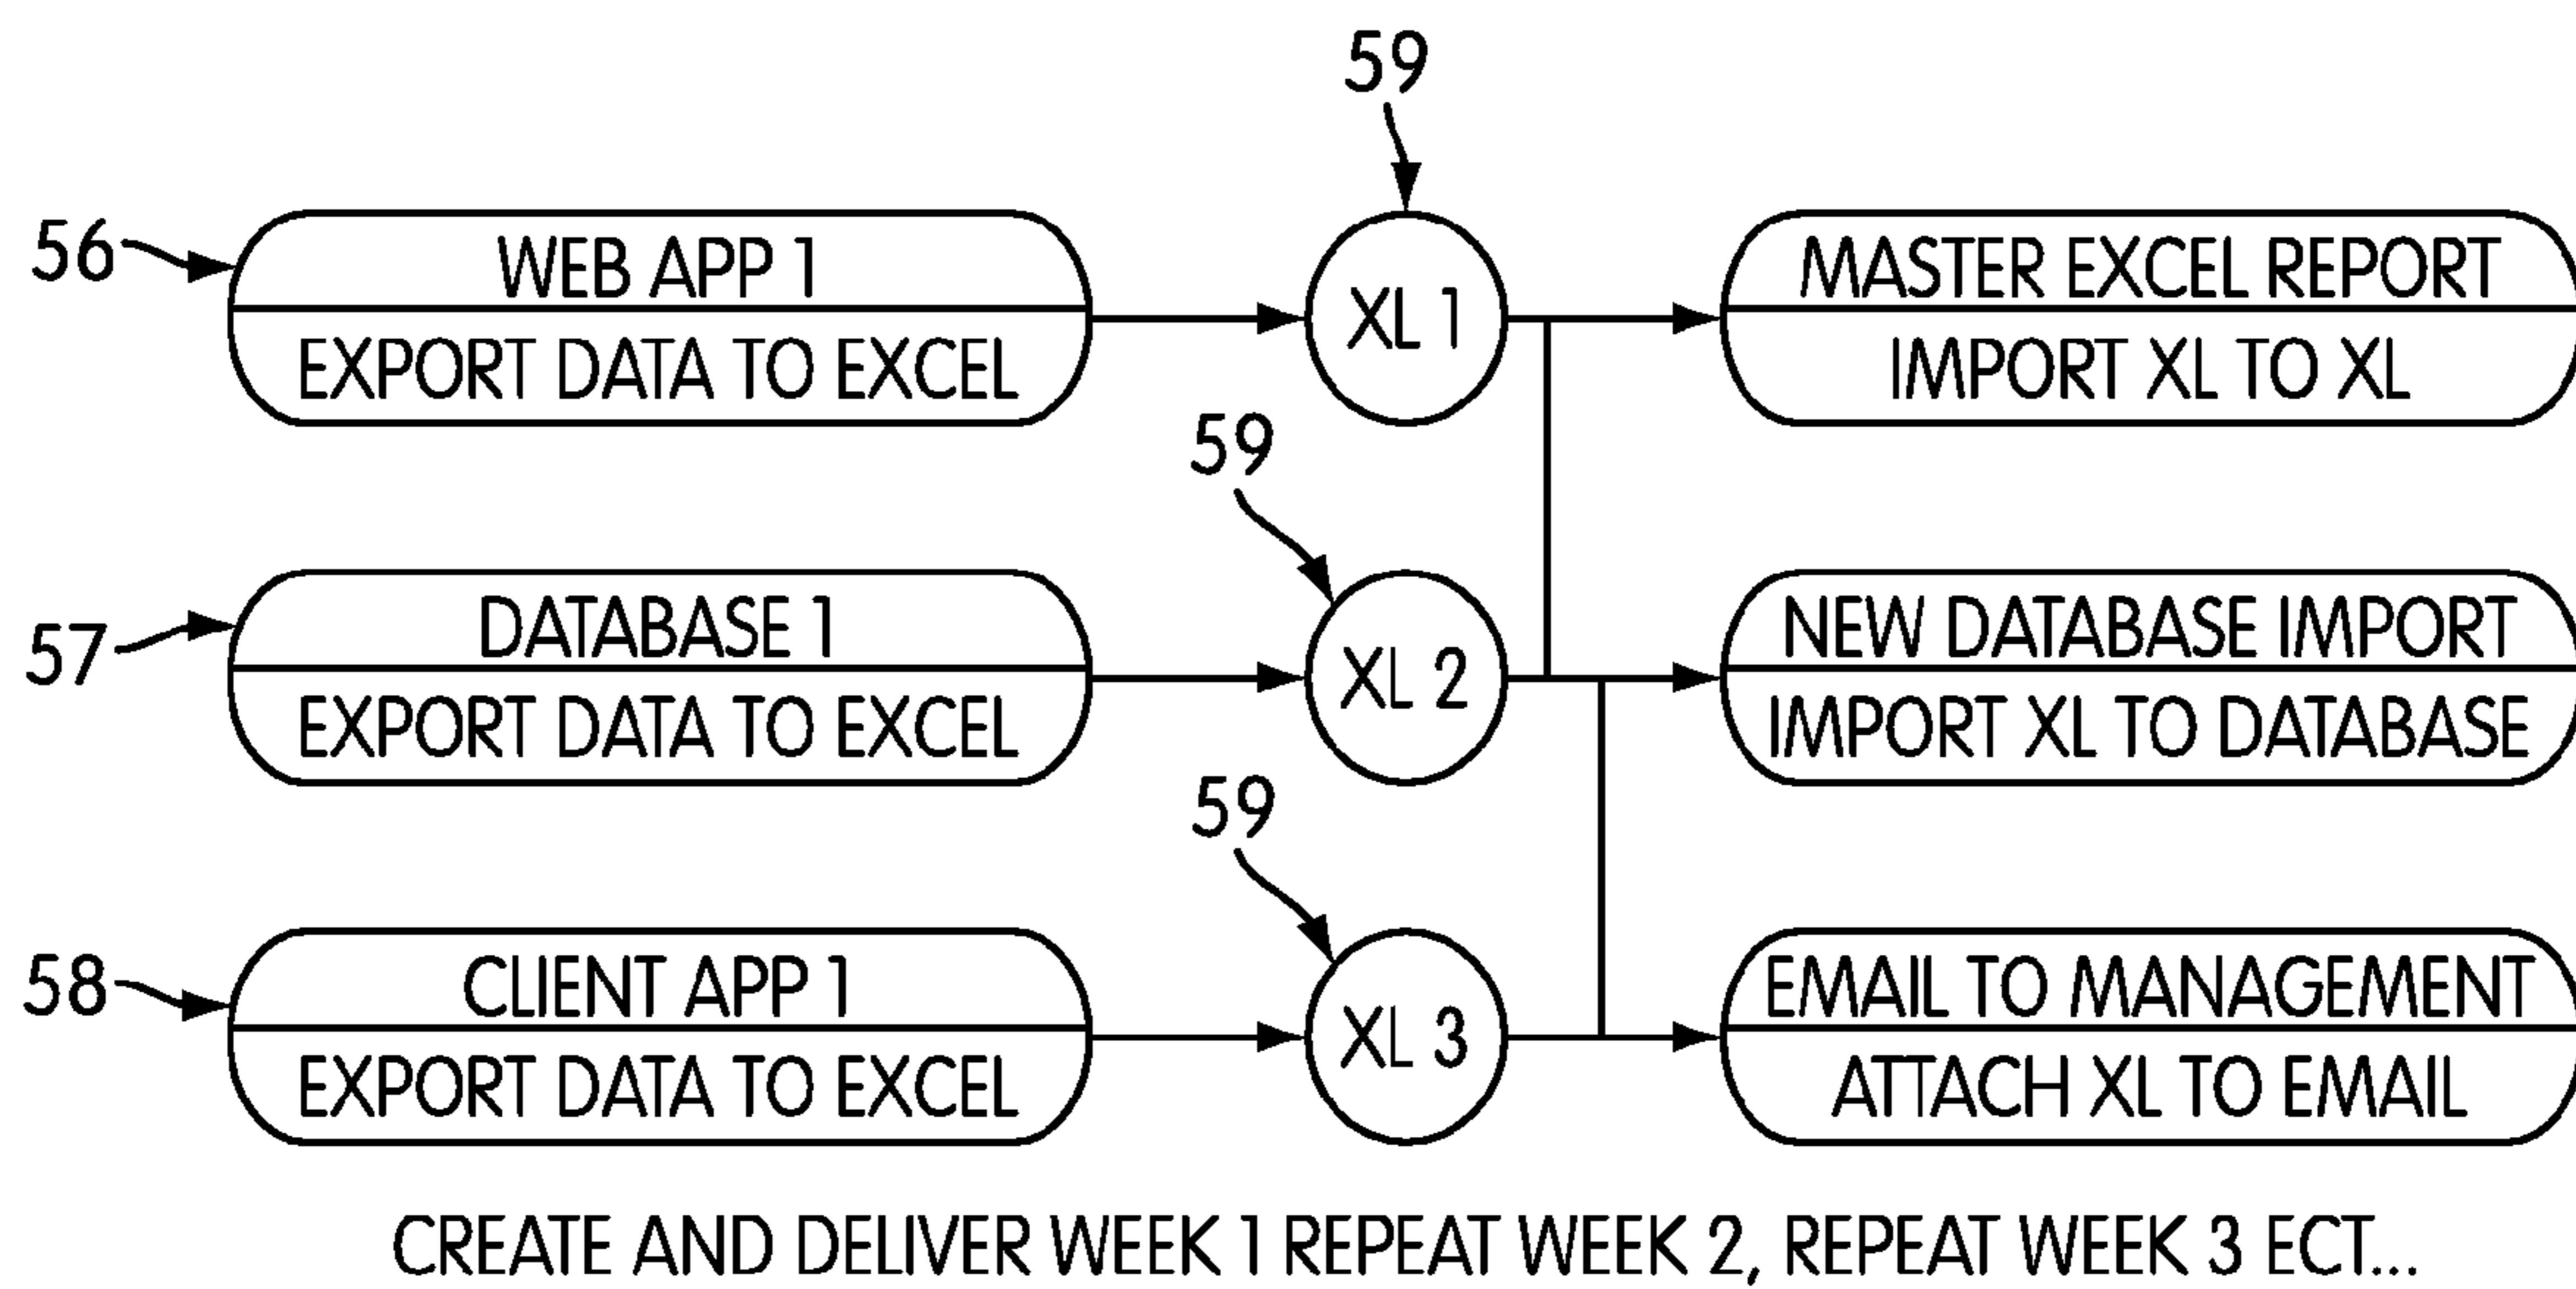 59
56
WEB APP 1
EXPORT DATA TO EXCEL
XL 1
MASTER EXCEL REPORT
IMPORT XL TO XL
59
57
DATABASE 1
EXPORT DATA TO EXCEL
XL 2
NEW DATABASE IMPORT
IMPORT XL TO DATABASE
59
58
CLIENT APP 1
EXPORT DATA TO EXCEL
XL 3
EMAIL TO MANAGEMENT
ATTACH XL TO EMAIL
CREATE AND DELIVER WEEK 1 REPEAT WEEK 2, REPEAT WEEK 3 ECT...